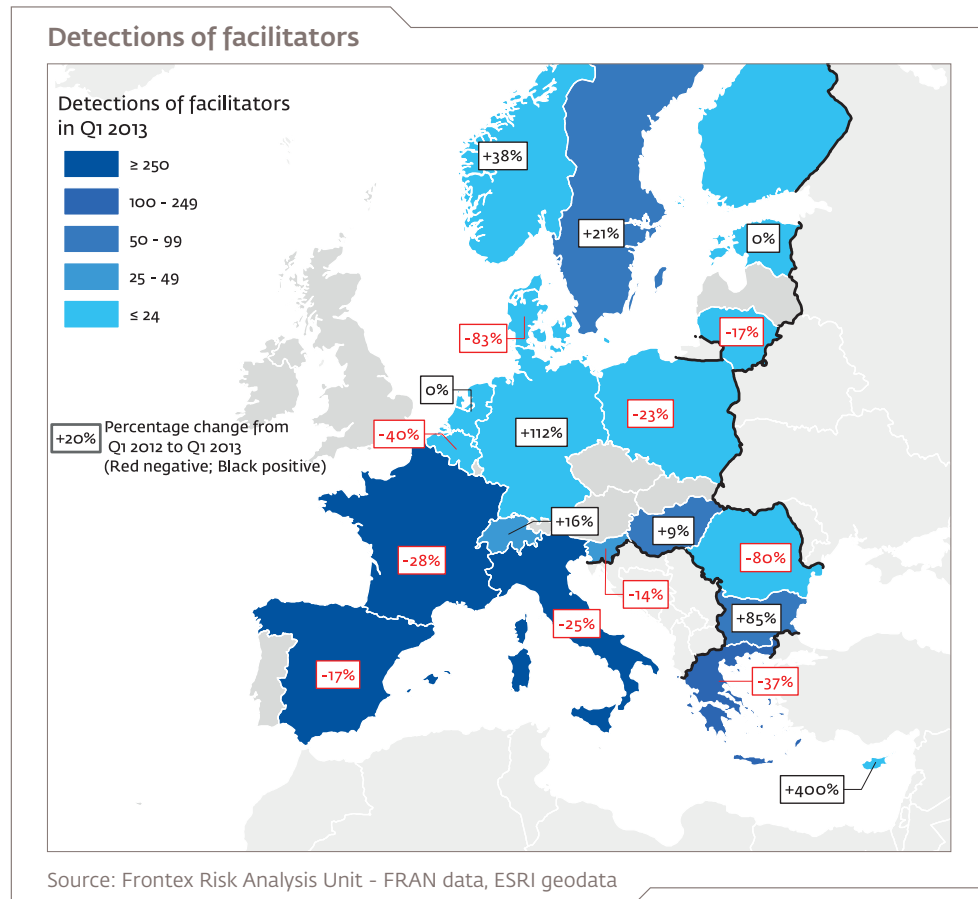 Detections of facilitators
Detections of facilitators
in Q1 2013
≥ 250
100 - 249
50 - 99
25 - 49
≤ 24
+38%
+21%
0%
-17%
-83%
0%
-40%
+112%
-23%
+20%
Percentage change from
Q1 2012 to Q1 2013
(Red negative; Black positive)
+16%
+9%
-28%
-80%
-14%
-25%
+85%
-17%
-37%
+400%
Source: Frontex Risk Analysis Unit - FRAN data, ESRI geodata